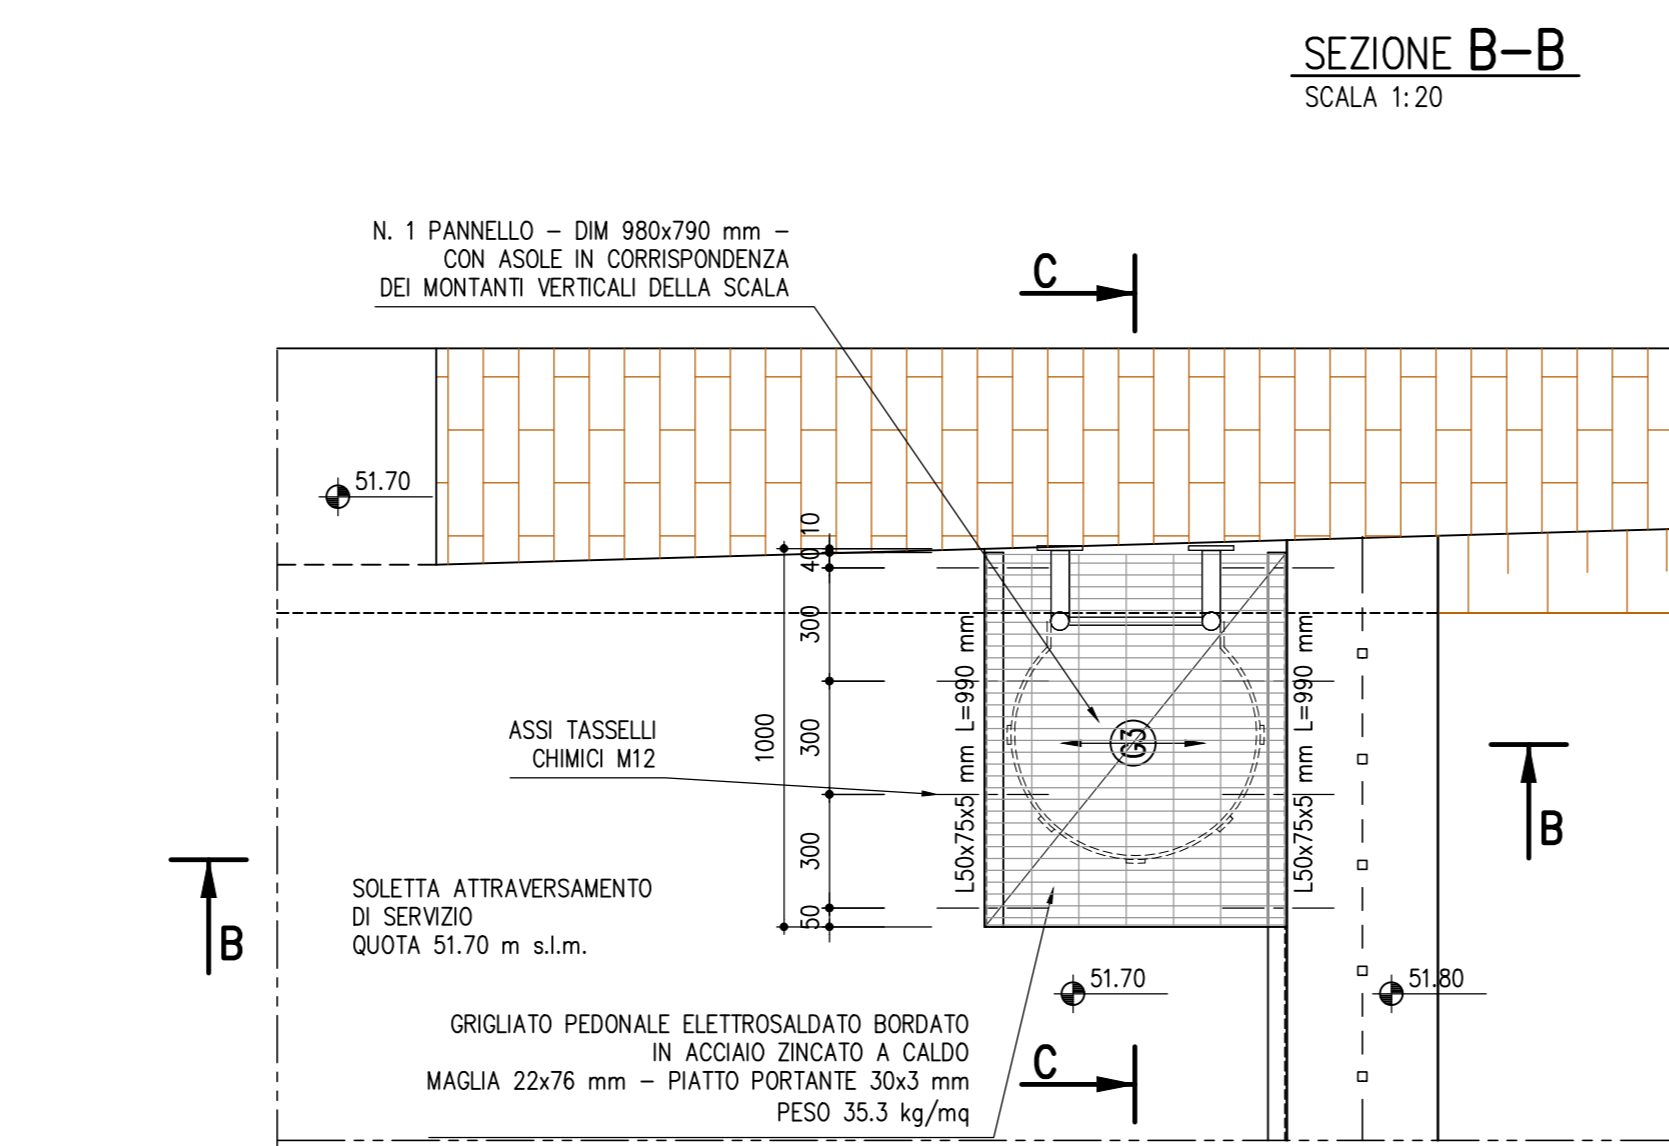 SEZIONE B-B
SCALA 1:20
N. 1 PANNELLO - DIM 980x790 mm -
CON ASOLE IN CORRISPONDENZA
DEI MONTANTI VERTICALI DELLA SCALA
C
51.70
10
40
300
300
300
50
1000
L50x75x5 mm L=990 mm
L50x75x5 mm L=990 mm
G3
ASSI TASSELLI
CHIMICI M12
B
B
SOLETTA ATTRAVERSAMENTO
DI SERVIZIO
QUOTA 51.70 m s.l.m.
51.70
51.80
GRIGLIATO PEDONALE ELETTROSALDATO BORDATO
IN ACCIAIO ZINCATO A CALDO
MAGLIA 22x76 mm - PIATTO PORTANTE 30x3 mm
PESO 35.3 kg/mq
C